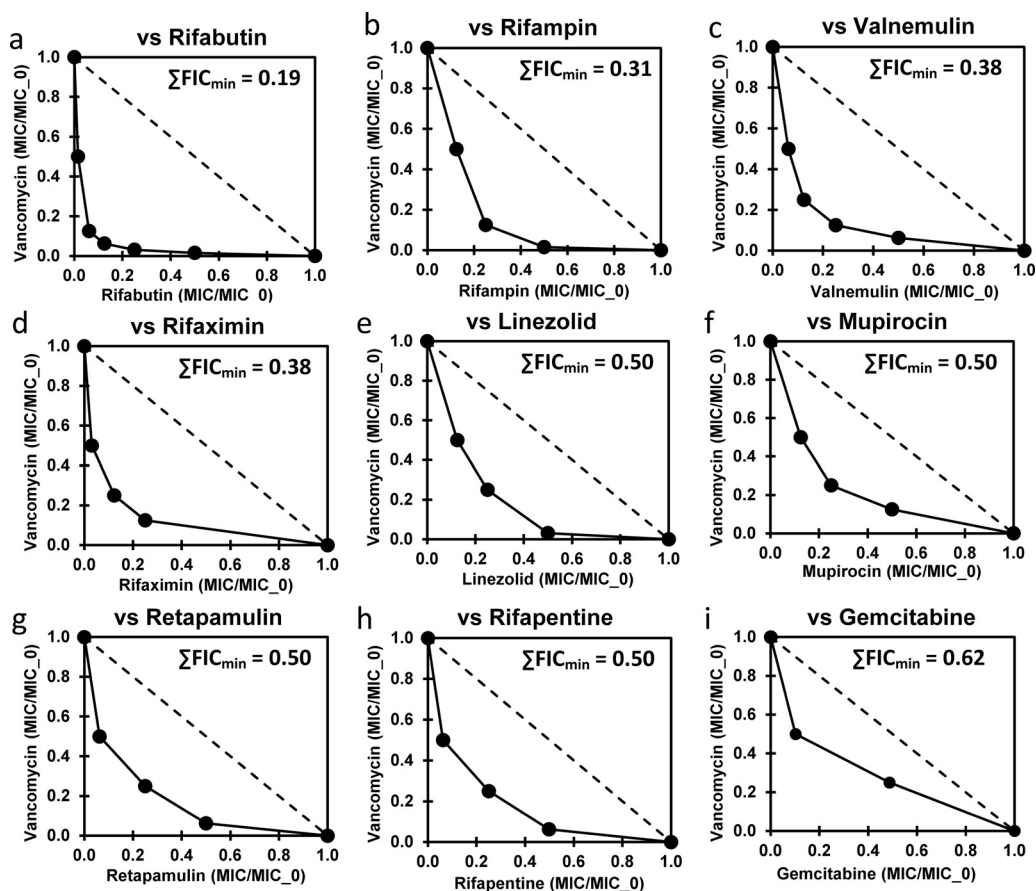 a
vs Rifabutin
∑FICmin = 0.19
Vancomycin (MIC/MIC_0)
1.0
0.8
0.6
0.4
0.2
0.0
0.0 0.2 0.4 0.6 0.8 1.0
Rifabutin (MIC/MIC_0)
b
vs Rifampin
∑FICmin = 0.31
Vancomycin (MIC/MIC_0)
1.0
0.8
0.6
0.4
0.2
0.0
0.0 0.2 0.4 0.6 0.8 1.0
Rifampin (MIC/MIC_0)
c
vs Valnemulin
∑FICmin = 0.38
Vancomycin (MIC/MIC_0)
1.0
0.8
0.6
0.4
0.2
0.0
0.0 0.2 0.4 0.6 0.8 1.0
Valnemulin (MIC/MIC_0)
d
vs Rifaximin
∑FICmin = 0.38
Vancomycin (MIC/MIC_0)
1.0
0.8
0.6
0.4
0.2
0.0
0.0 0.2 0.4 0.6 0.8 1.0
Rifaximin (MIC/MIC_0)
e
vs Linezolid
∑FICmin = 0.50
Vancomycin (MIC/MIC_0)
1.0
0.8
0.6
0.4
0.2
0.0
0.0 0.2 0.4 0.6 0.8 1.0
Linezolid (MIC/MIC_0)
f
vs Mupirocin
∑FICmin = 0.50
Vancomycin (MIC/MIC_0)
1.0
0.8
0.6
0.4
0.2
0.0
0.0 0.2 0.4 0.6 0.8 1.0
Mupirocin (MIC/MIC_0)
g
vs Retapamulin
∑FICmin = 0.50
Vancomycin (MIC/MIC_0)
1.0
0.8
0.6
0.4
0.2
0.0
0.0 0.2 0.4 0.6 0.8 1.0
Retapamulin (MIC/MIC_0)
h
vs Rifapentine
∑FICmin = 0.50
Vancomycin (MIC/MIC_0)
1.0
0.8
0.6
0.4
0.2
0.0
0.0 0.2 0.4 0.6 0.8 1.0
Rifapentine (MIC/MIC_0)
i
vs Gemcitabine
∑FICmin = 0.62
Vancomycin (MIC/MIC_0)
1.0
0.8
0.6
0.4
0.2
0.0
0.0 0.2 0.4 0.6 0.8 1.0
Gemcitabine (MIC/MIC_0)